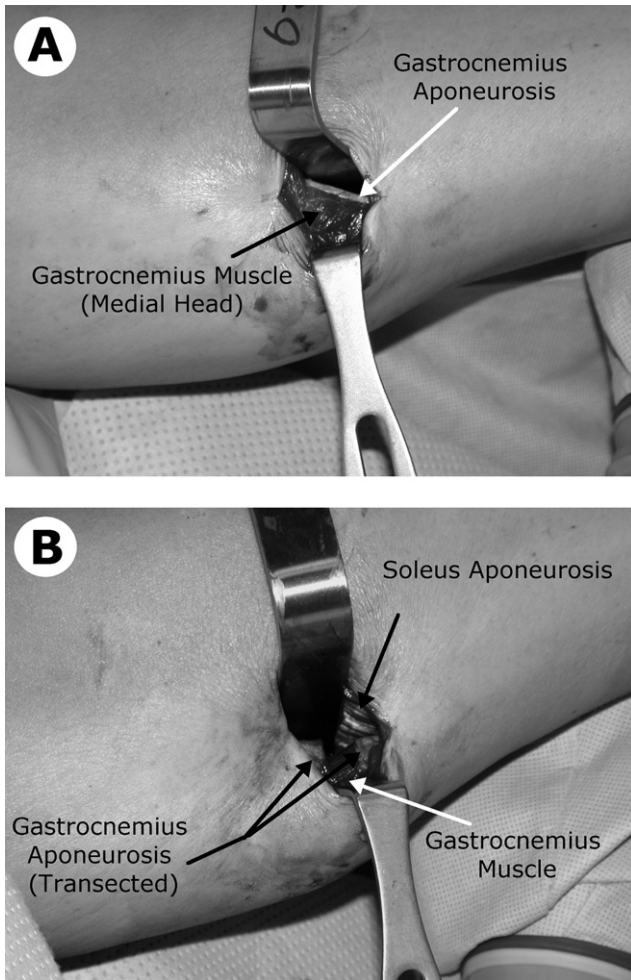 A
Gastrocnemius
Aponeurosis
Gastrocnemius Muscle
(Medial Head)
B
Soleus Aponeurosis
Gastrocnemius
Aponeurosis
(Transected)
Gastrocnemius
Muscle